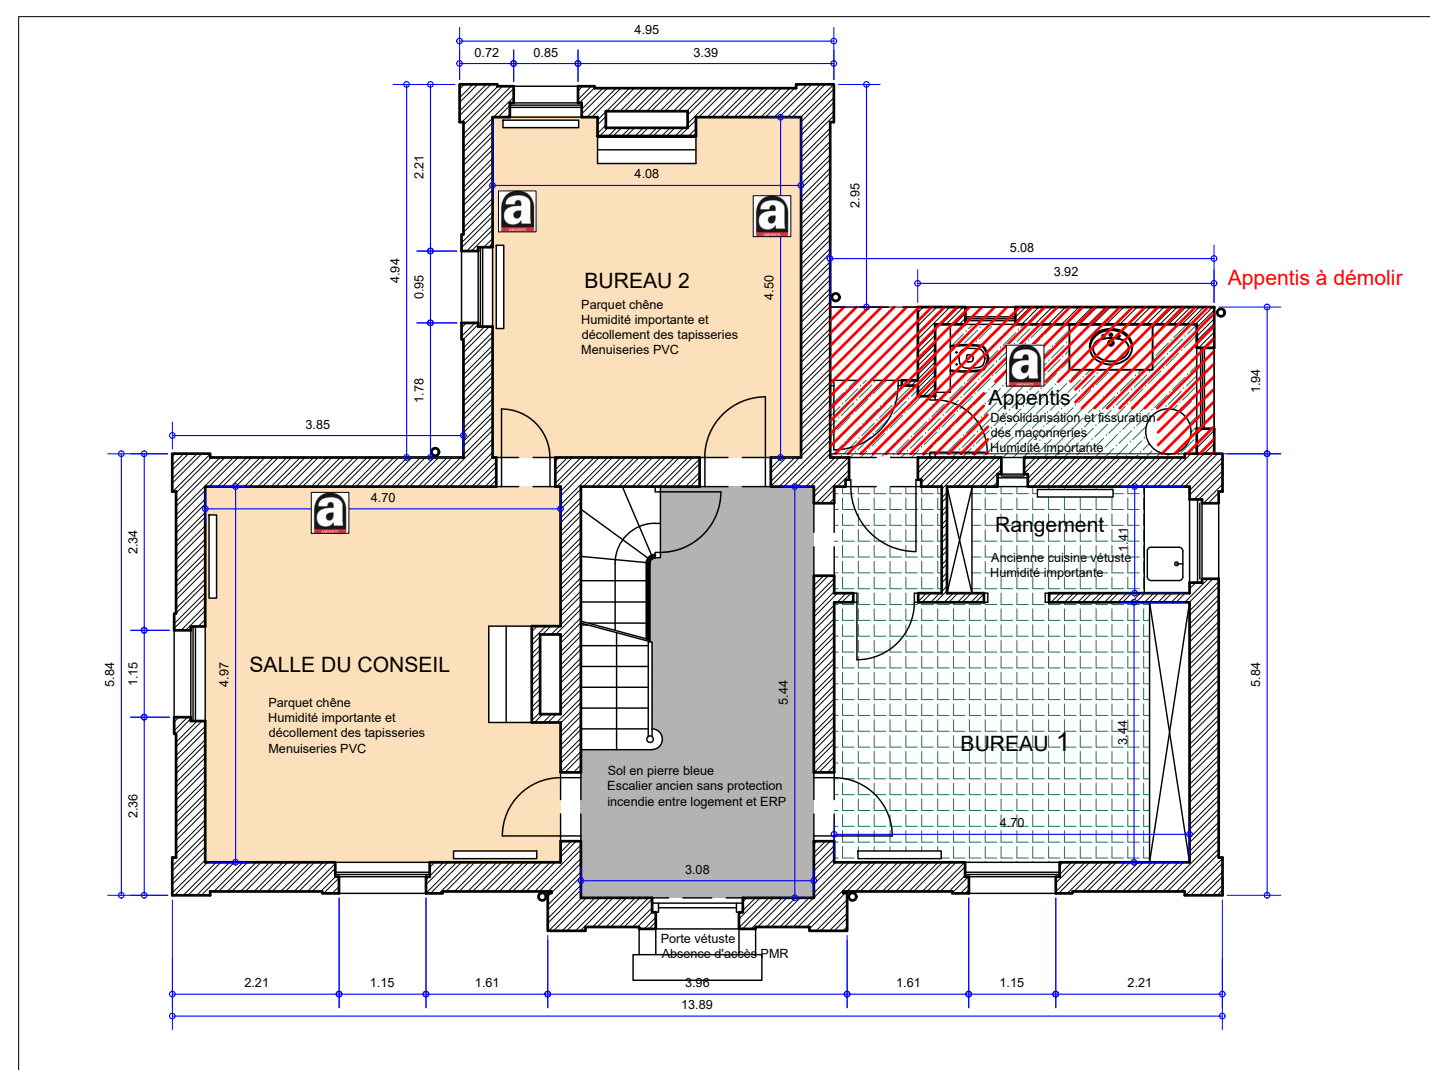 4.95
0.72 0.85 3.39
2.21
4.94
0.95
1.78
4.08
4.50
2.95
a
a
BUREAU 2
Parquet chêne
Humidité importante et
décollement des tapisseries
Menuiseries PVC
5.08
3.92
Appentis à démolir
a
1.94
Appentis
Désolidarisation et fissuration
des maçonneries
Humidité importante
3.85
4.70
a
2.34
5.84
1.15
2.36
4.97
SALLE DU CONSEIL
Parquet chêne
Humidité importante et
décollement des tapisseries
Menuiseries PVC
5.44
Sol en pierre bleue
Escalier ancien sans protection
incendie entre logement et ERP
3.08
Rangement
1.41
Ancienne cuisine vétuste
Humidité importante
BUREAU 1
3.44
4.70
5.84
Porte vétuste
Absence d'accès PMR
2.21 1.15 1.61 3.96 1.61 1.15 2.21
13.89